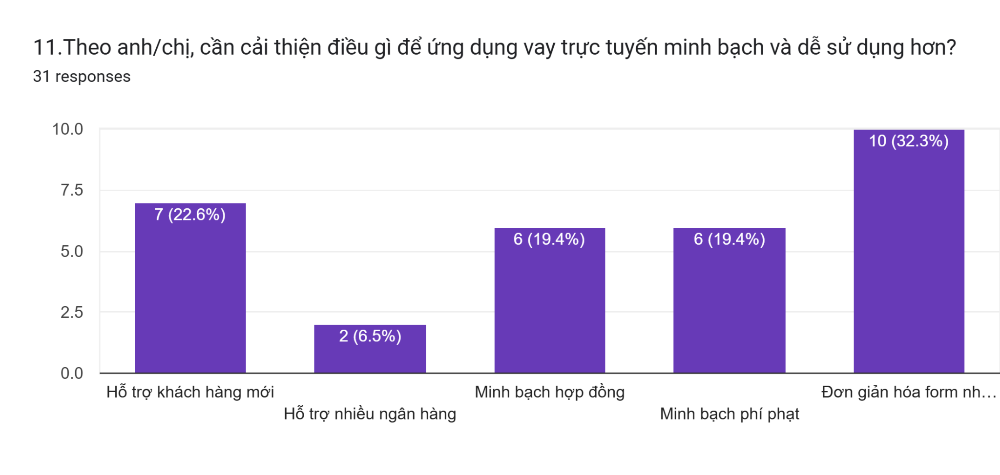 11.Theo anh/chị, cần cải thiện điều gì để ứng dụng vay trực tuyến minh bạch và dễ sử dụng hơn?
31 responses
10.0
7.5
5.0
2.5
0.0
7 (22.6%)
2 (6.5%)
6 (19.4%)
6 (19.4%)
10 (32.3%)
Hỗ trợ khách hàng mới
Hỗ trợ nhiều ngân hàng
Minh bạch hợp đồng
Minh bạch phí phạt
Đơn giản hóa form nh…